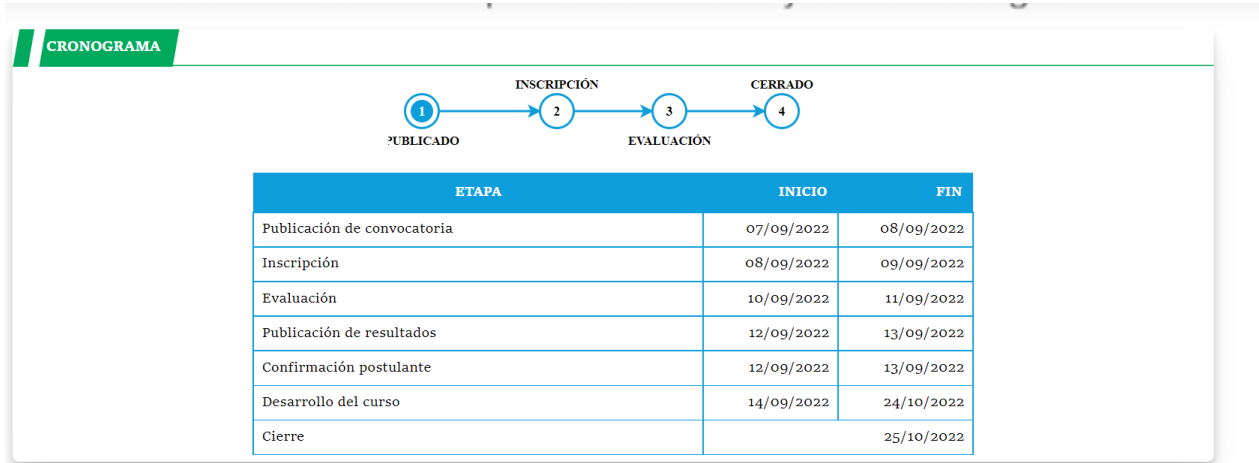 CRONOGRAMA
INSCRIPCIÓN CERRADO
1 2 3 4
PUBLICADO EVALUACIÓN
ETAPA INICIO FIN
Publicación de convocatoria 07/09/2022 08/09/2022
Inscripción 08/09/2022 09/09/2022
Evaluación 10/09/2022 11/09/2022
Publicación de resultados 12/09/2022 13/09/2022
Confirmación postulante 12/09/2022 13/09/2022
Desarrollo del curso 14/09/2022 24/10/2022
Cierre 25/10/2022